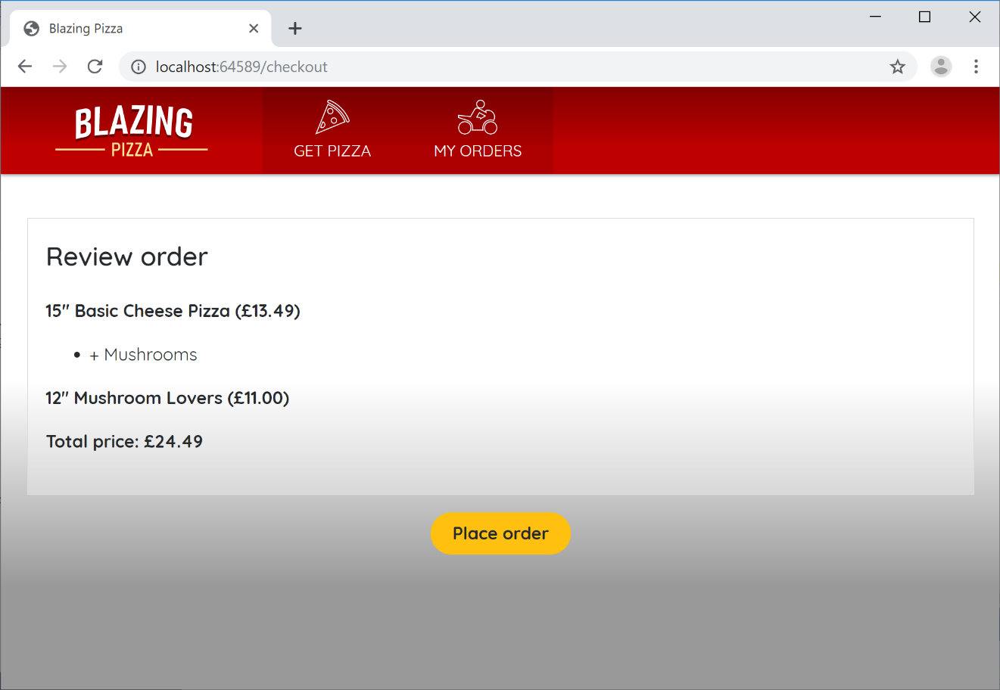 Blazing Pizza
localhost:64589/checkout
BLAZING
PIZZA
GET PIZZA
MY ORDERS
Review order
15" Basic Cheese Pizza (£13.49)
+ Mushrooms
12" Mushroom Lovers (£11.00)
Total price: £24.49
Place order